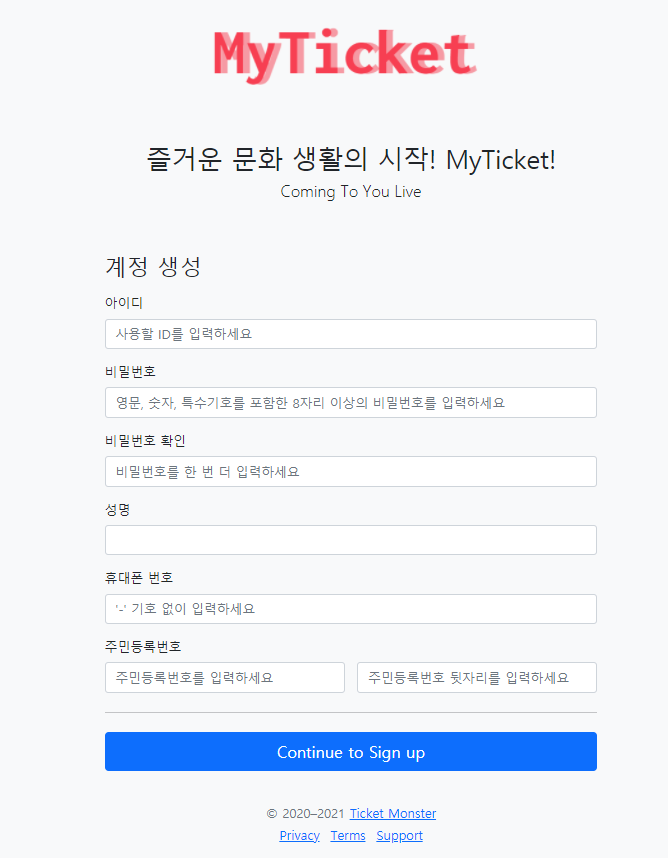 MyTicket
즐거운 문화 생활의 시작! MyTicket!
Coming To You Live
계정 생성
아이디
사용할 ID를 입력하세요
비밀번호
영문, 숫자, 특수기호를 포함한 8자리 이상의 비밀번호를 입력하세요
비밀번호 확인
비밀번호를 한 번 더 입력하세요
성명
휴대폰 번호
'-' 기호 없이 입력하세요
주민등록번호
주민등록번호를 입력하세요 주민등록번호 뒷자리를 입력하세요
Continue to Sign up
© 2020–2021 Ticket Monster
Privacy Terms Support